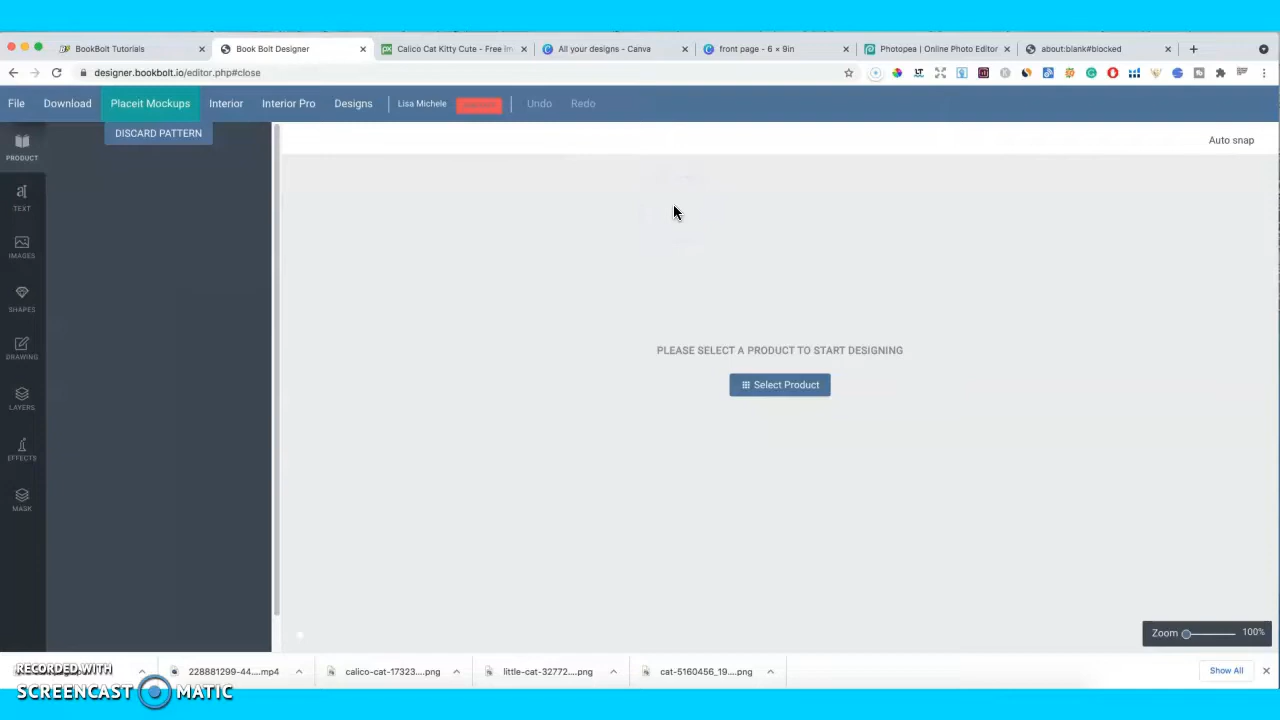 BookBolt Tutorials
Book Bolt Designer
Calico Cat Kitty Cute - Free Im
All your designs - Canva
front page - 6 × 9in
Photopea | Online Photo Editor
about:blank#blocked
designer.bookbolt.io/editor.php#close
File
Download
Placeit Mockups
Interior
Interior Pro
Designs
Lisa Michele
Undo
Redo
DISCARD PATTERN
Auto snap
PRODUCT
TEXT
IMAGES
SHAPES
DRAWING
LAYERS
EFFECTS
MASK
PLEASE SELECT A PRODUCT TO START DESIGNING
Select Product
Zoom
100%
228881299-44....mp4
calico-cat-17323....png
little-cat-32772....png
cat-5160456_19....png
Show All
RECORDED WITH
SCREENCAST MATIC